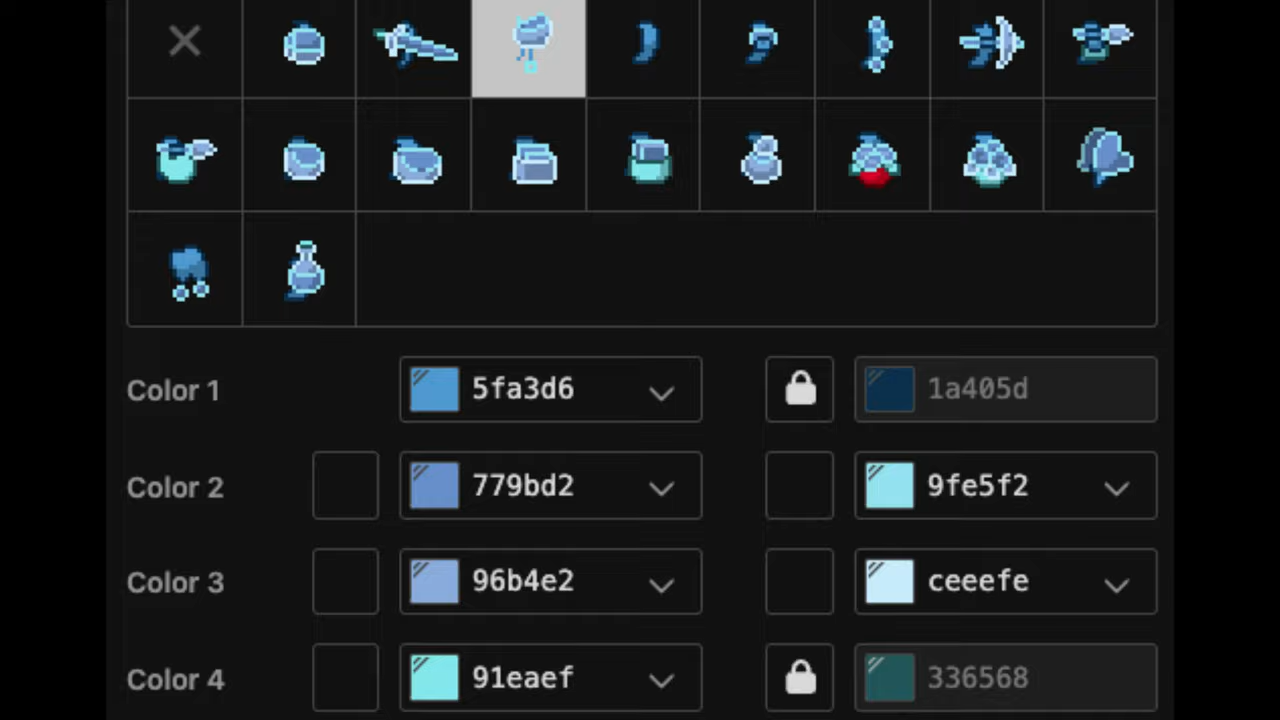 Color 1 5fa3d6 1a405d
Color 2 779bd2 9fe5f2
Color 3 96b4e2 ceeefe
Color 4 91eaef 336568